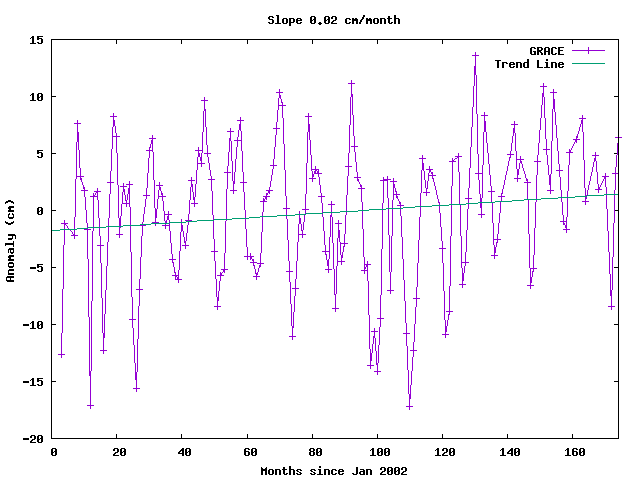 Slope 0.02 cm/month
GRACE
Trend Line
15
10
5
0
-5
-10
-15
-20
Anomaly (cm)
0 20 40 60 80 100 120 140 160
Months since Jan 2002